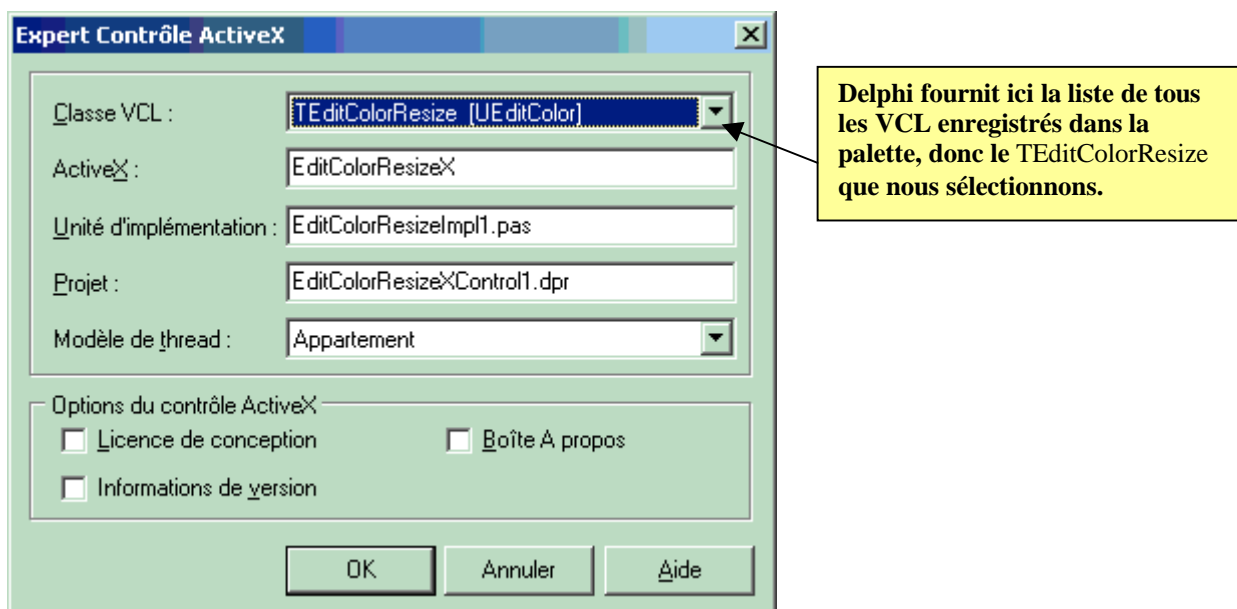 Expert Contrôle ActiveX
Classe VCL :
TEditColorResize [UEditColor]
ActiveX :
EditColorResizeX
Unité d'implémentation :
EditColorResizeImpl1.pas
Projet :
EditColorResizeXControl1.dpr
Modèle de thread :
Appartement
Options du contrôle ActiveX
Licence de conception
Boîte A propos
Informations de version
OK
Annuler
Aide
Delphi fournit ici la liste de tous
les VCL enregistrés dans la
palette, donc le TEditColorResize
que nous sélectionnons.